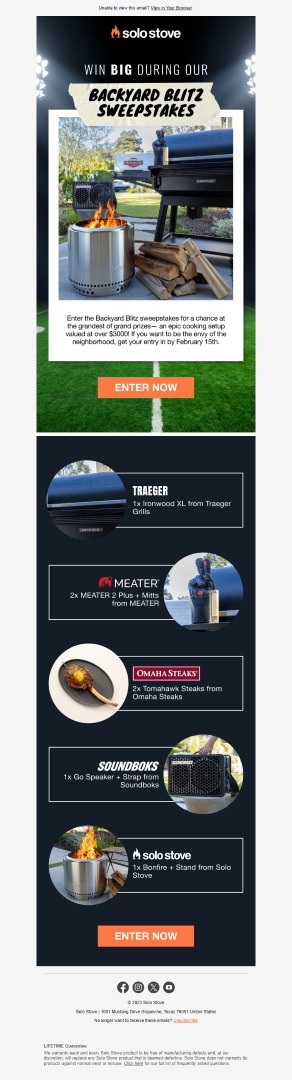 Unable to view this email? View in Your Browser
solo stove
WIN BIG DURING OUR
BACKYARD BLITZ
SWEEPSTAKES
Enter the Backyard Blitz sweepstakes for a chance at
the grandest of grand prizes— an epic cooking setup
valued at over $3000! If you want to be the envy of the
neighborhood, get your entry in by February 15th.
ENTER NOW
TRAEGER
1x Ironwood XL from Traeger
Grills
MEATER
2x MEATER 2 Plus + Mitts
from MEATER
OMAHA STEAKS
2x Tomahawk Steaks from
Omaha Steaks
SOUNDBOKS
SOUNDBOKS
1x Go Speaker + Strap from
Soundboks
solo stove
1x Bonfire + Stand from Solo
Stove
ENTER NOW
© 2023 Solo Stove
Solo Stove | 1001 Mustang Drive Grapevine, Texas 76051 United States
No longer want to receive these emails? Unsubscribe
LIFETIME Guarantee
We warranty each and every Solo Stove product to be free of manufacturing defects and, at our
discretion, will replace any Solo Stove product that is deemed defective. Solo Stove does not warranty its
products against normal wear or misuse. Click here for our full list of frequently asked questions.